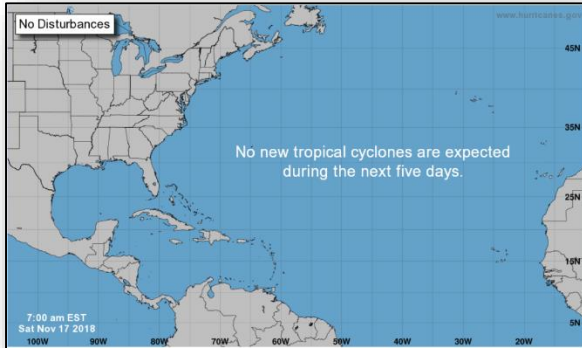 No Disturbances
www.hurricanes.gov
45N
35N
No new tropical cyclones are expected
during the next five days.
25N
15N
7:00 am EST
Sat Nov 17 2018
5N
100W 90W 80W 70W 60W 50W 40W 30W 20W